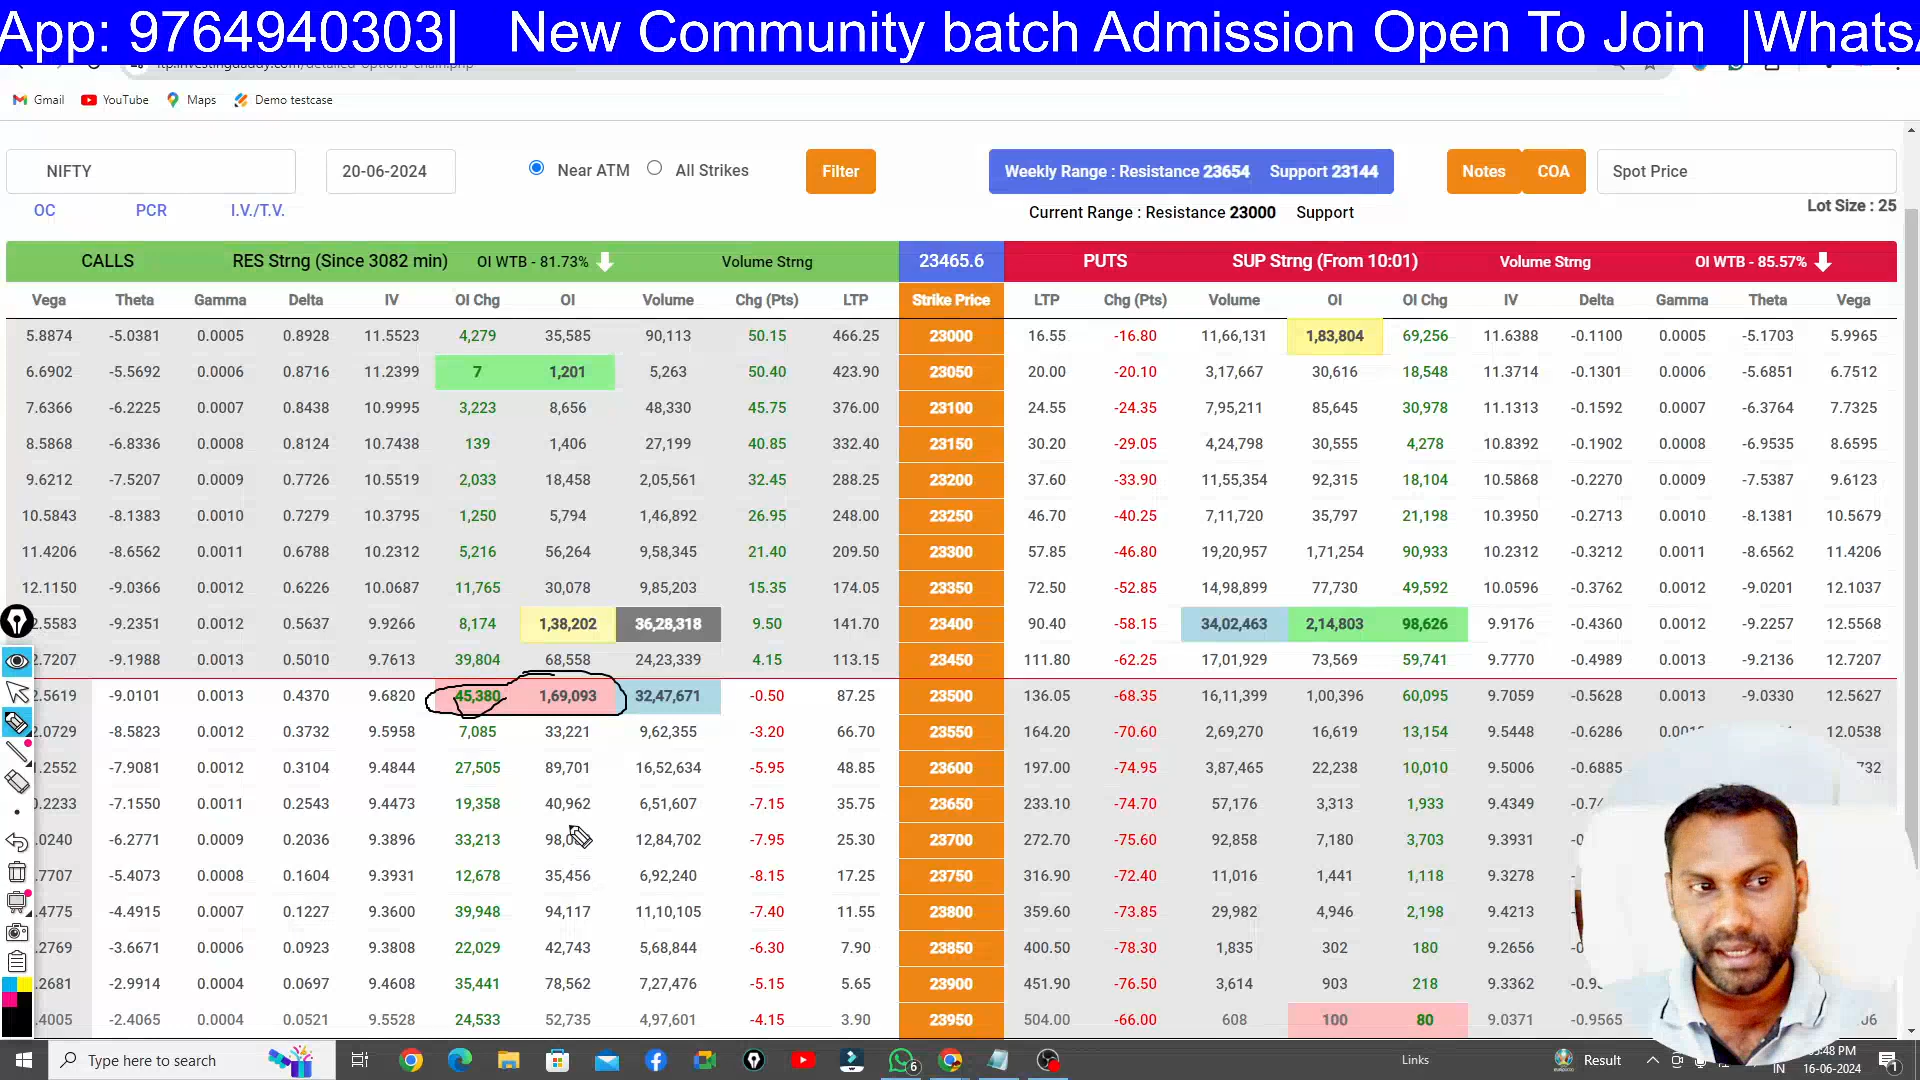 App: 9764940303| New Community batch Admission Open To Join |WhatsA
Gmail YouTube Maps Demo testcase
NIFTY 20-06-2024 Near ATM All Strikes Filter Weekly Range : Resistance 23654 Support 23144 Notes COA Spot Price
OC PCR I.V./T.V. Current Range : Resistance 23000 Support Lot Size : 25
CALLS RES Strng (Since 3082 min) OI WTB - 81.73% Volume Strng 23465.6 PUTS SUP Strng (From 10:01) Volume Strng OI WTB - 85.57%
Vega Theta Gamma Delta IV OI Chg OI Volume Chg (Pts) LTP Strike Price LTP Chg (Pts) Volume OI OI Chg IV Delta Gamma Theta Vega
5.8874 -5.0381 0.0005 0.8928 11.5523 4,279 35,585 90,113 50.15 466.25 23000 16.55 -16.80 11,66,131 1,83,804 69,256 11.6388 -0.1100 0.0005 -5.1703 5.9965
6.6902 -5.5692 0.0006 0.8716 11.2399 7 1,201 5,263 50.40 423.90 23050 20.00 -20.10 3,17,667 30,616 18,548 11.3714 -0.1301 0.0006 -5.6851 6.7512
7.6366 -6.2225 0.0007 0.8438 10.9995 3,223 8,656 48,330 45.75 376.00 23100 24.55 -24.35 7,95,211 85,645 30,978 11.1313 -0.1592 0.0006 -6.3764 7.7325
8.5868 -6.8336 0.0008 0.8124 10.7438 139 1,406 27,199 40.85 332.40 23150 30.20 -29.05 4,24,798 30,555 4,278 10.8392 -0.1902 0.0008 -6.9535 8.6595
9.6212 -7.5207 0.0009 0.7726 10.5519 2,033 18,458 2,05,561 32.45 288.25 23200 37.60 -33.90 11,55,354 92,315 18,104 10.5868 -0.2270 0.0009 -7.5387 9.6123
10.5843 -8.1383 0.0010 0.7279 10.3795 1,250 5,794 1,46,892 26.95 248.00 23250 46.70 -40.25 7,11,720 35,797 21,198 10.3950 -0.2713 0.0010 -8.1381 10.5679
11.4206 -8.6562 0.0011 0.6788 10.2312 5,216 56,264 9,58,345 21.40 209.50 23300 57.85 -46.80 19,20,957 1,71,254 90,933 10.2312 -0.3212 0.0011 -8.6562 11.4206
12.1150 -9.0366 0.0012 0.6226 10.0687 11,765 30,078 9,85,203 15.35 174.05 23350 72.50 -52.85 14,98,899 77,730 49,592 10.0596 -0.3762 0.0012 -9.0201 12.1037
2.5583 -9.2351 0.0012 0.5637 9.9266 8,174 1,38,202 36,28,318 9.50 141.70 23400 90.40 -58.15 34,02,463 2,14,803 98,626 9.9176 -0.4360 0.0012 -9.2257 12.5568
2.7207 -9.1988 0.0013 0.5010 9.7613 39,804 68,558 24,23,339 4.15 113.15 23450 111.80 -62.25 17,01,929 73,569 59,741 9.7770 -0.4989 0.0013 -9.2136 12.7207
2.5619 -9.0101 0.0013 0.4370 9.6820 45,380 1,69,093 32,47,671 -0.50 87.25 23500 136.05 -68.35 16,11,399 1,00,396 60,095 9.7059 -0.5628 0.0013 -9.0330 12.5627
2.0729 -8.5823 0.0012 0.3732 9.5958 7,085 33,221 9,62,355 -3.20 66.70 23550 164.20 -70.60 2,69,270 16,619 13,154 9.5448 -0.6286 12.0538
.2552 -7.9081 0.0012 0.3104 9.4844 27,505 89,701 16,52,634 -5.95 48.85 23600 197.00 -74.95 3,87,465 22,238 10,010 9.5006 -0.6885 732
.2233 -7.1550 0.0011 0.2543 9.4473 19,358 40,962 6,51,607 -7.15 35.75 23650 233.10 -74.70 57,176 3,313 1,933 9.4349
.0240 -6.2771 0.0009 0.2036 9.3896 33,213 12,84,702 -7.95 25.30 23700 272.70 -75.60 92,858 7,180 3,703 9.3931
.7707 -5.4073 0.0008 0.1604 9.3931 12,678 35,456 6,92,240 -8.15 17.25 23750 316.90 -72.40 11,016 1,441 1,118 9.3278
.4775 -4.4915 0.0007 0.1227 9.3600 39,948 94,117 11,10,105 -7.40 11.55 23800 359.60 -73.85 29,982 4,946 2,198 9.4213
.2769 -3.6671 0.0006 0.0923 9.3808 22,029 42,743 5,68,844 -6.30 7.90 23850 400.50 -78.30 1,835 302 180 9.2656
.2681 -2.9914 0.0004 0.0697 9.4608 35,441 78,562 7,27,476 -5.15 5.65 23900 451.90 -76.50 3,614 903 218 9.3362
.4005 -2.4065 0.0004 0.0521 9.5528 24,533 52,735 4,97,601 -4.15 3.90 23950 504.00 -66.00 608 100 80 9.0371 -0.9565
Type here to search 6 Links Result :48 PM
IN 16-06-2024 1